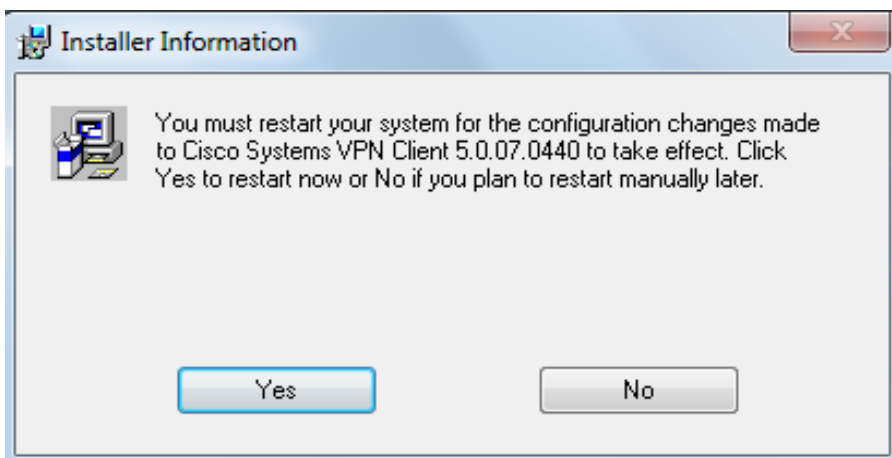 Installer Information
You must restart your system for the configuration changes made
to Cisco Systems VPN Client 5.0.07.0440 to take effect. Click
Yes to restart now or No if you plan to restart manually later.
Yes
No